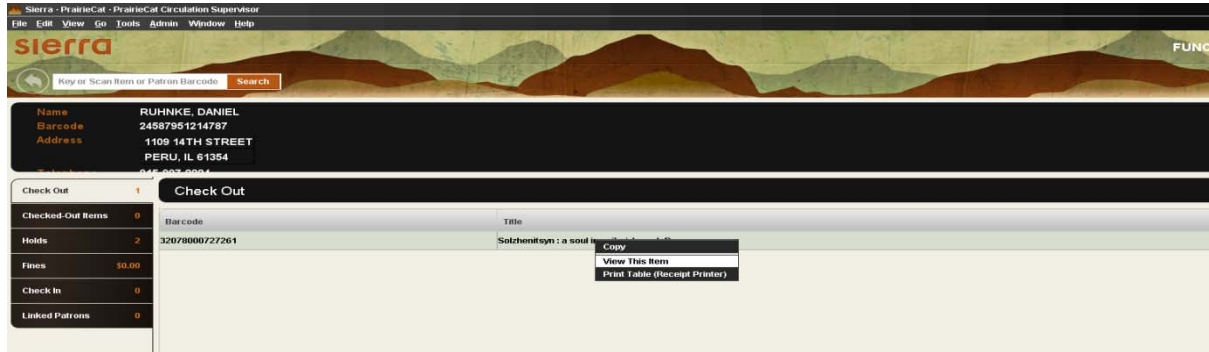 Sierra - PrairieCat - PrairieCat Circulation Supervisor
File Edit View Go Tools Admin Window Help
sierra
FUNC
Key or Scan Item or Patron Barcode Search
Name RUHNKE, DANIEL
Barcode 24587951214787
Address 1109 14TH STREET
PERU, IL 61354
Check Out 1
Check Out
Checked-Out Items 0
Barcode Title
Holds 2
32078000727261 Solzhenitsyn : a soul in
Copy
View This Item
Print Table (Receipt Printer)
Fines $0.00
Check In 0
Linked Patrons 0